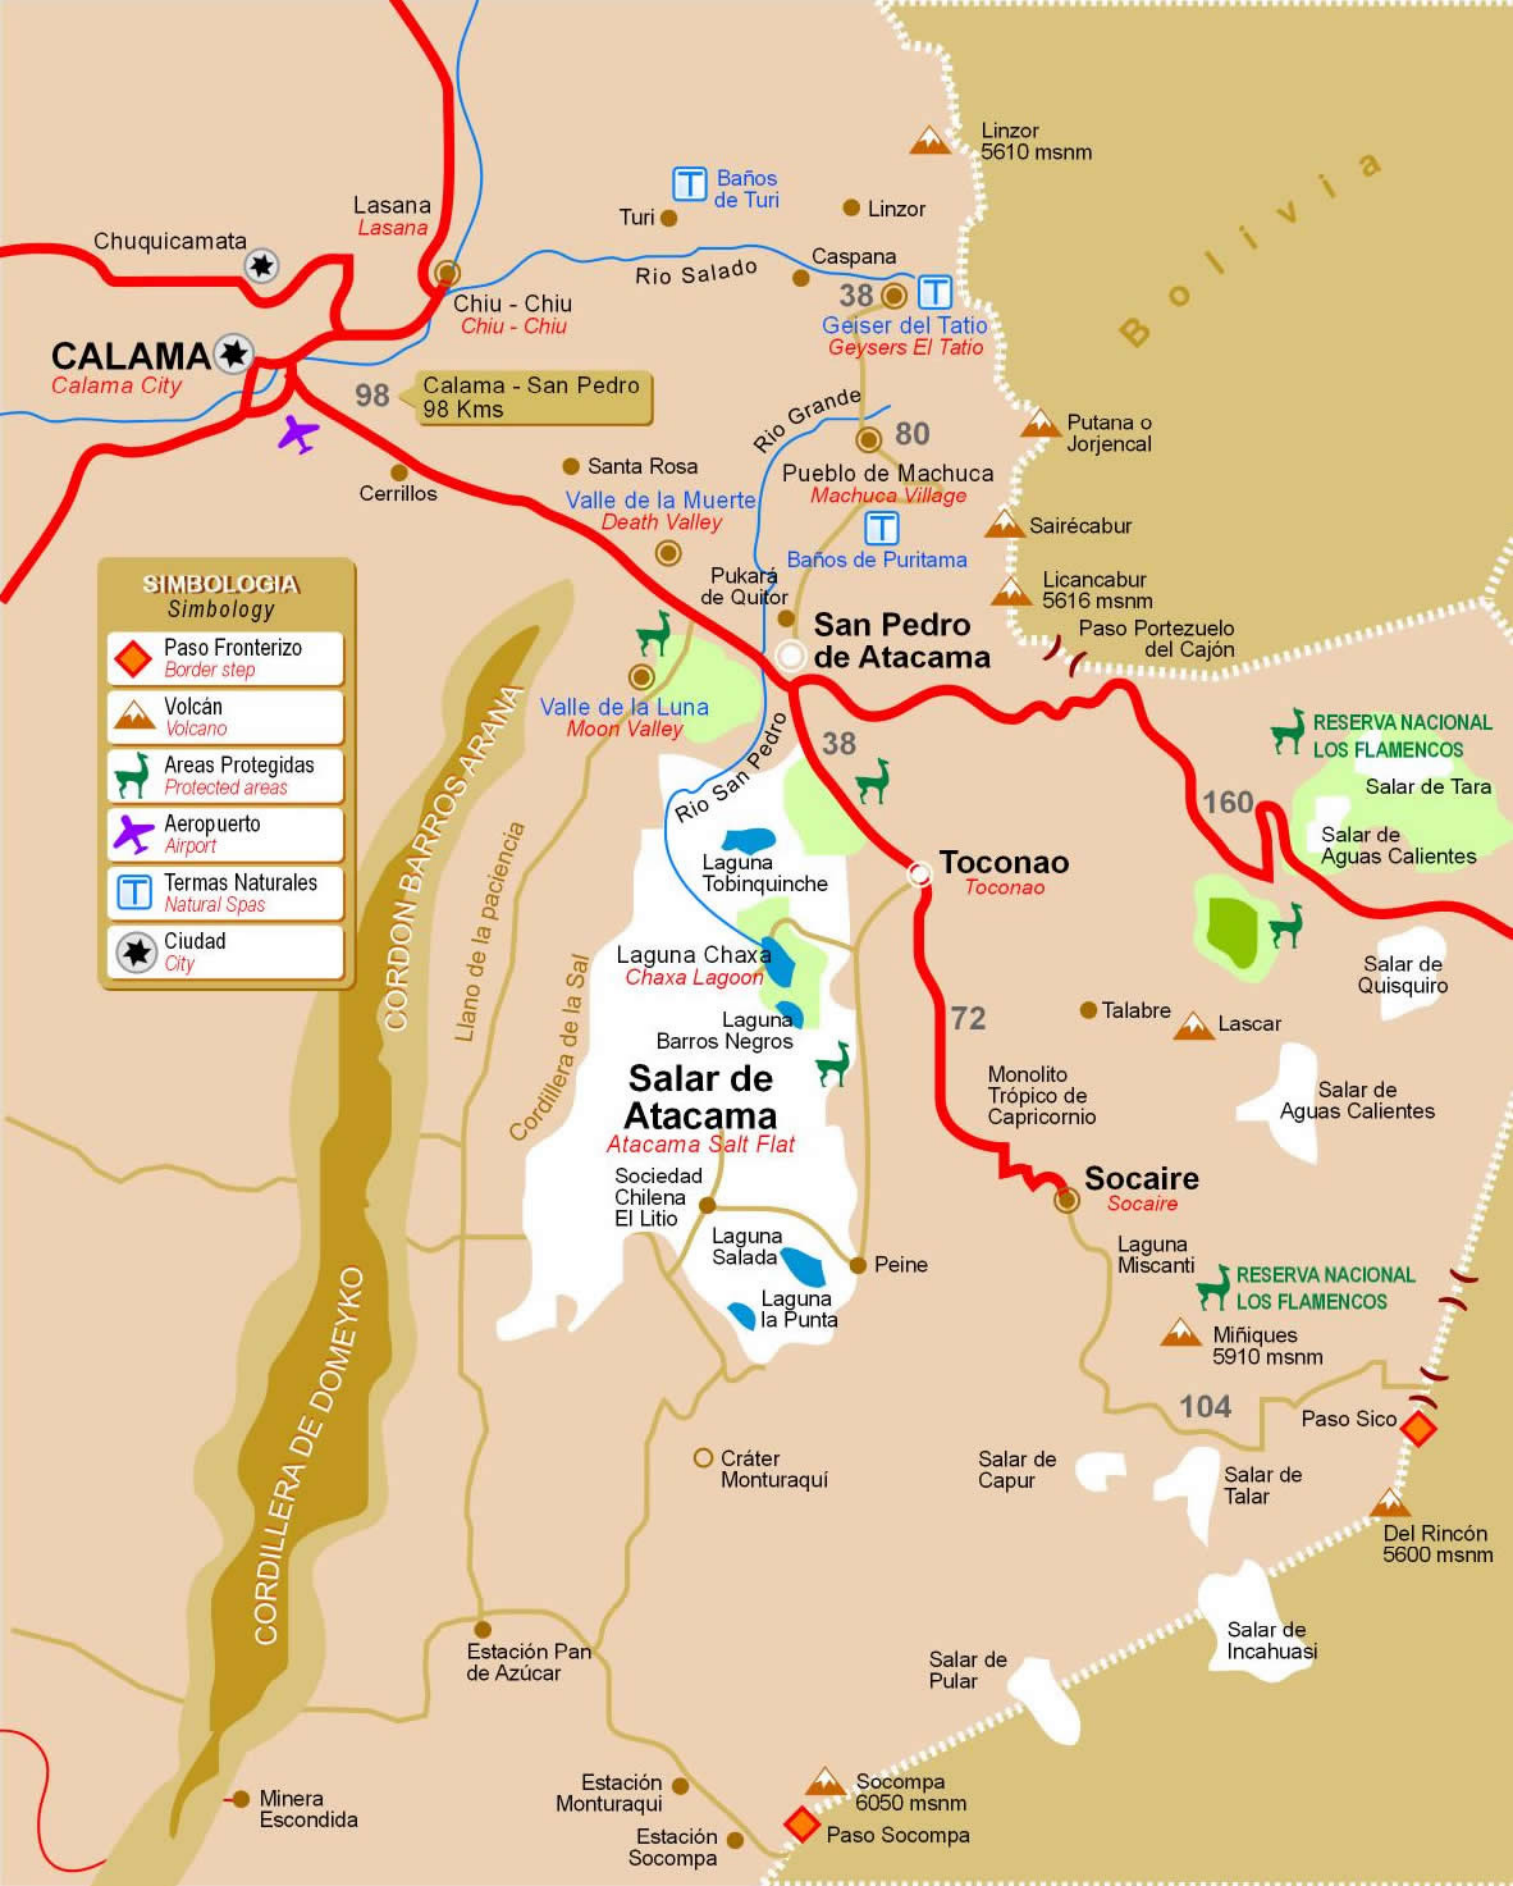 Linzor
5610 msnm
Bolivia
Baños
de Turi
Turi
Linzor
Lasana
Lasana
Chuquicamata
Caspana
Rio Salado
38
Chiu - Chiu
Chiu - Chiu
Geiser del Tatio
Geysers El Tatio
CALAMA
Calama City
98
Calama - San Pedro
98 Kms
Rio Grande
80
Putana o
Jorjencal
Cerrillos
Santa Rosa
Pueblo de Machuca
Machuca Village
Valle de la Muerte
Death Valley
Sairécabur
Baños de Puritama
Pukará
de Quitor
Licancabur
5616 msnm
SIMBOLOGIA
Simbology
Paso Fronterizo
Border step
Volcán
Volcano
Areas Protegidas
Protected areas
Aeropuerto
Airport
T
Termas Naturales
Natural Spas
Ciudad
City
T
T
T
San Pedro
de Atacama
Paso Portezuelo
del Cajón
Valle de la Luna
Moon Valley
38
Rio San Pedro
RESERVA NACIONAL
LOS FLAMENCOS
Salar de Tara
160
Salar de
Aguas Calientes
CORDON BARROS ARANA
Llano de la paciencia
Cordillera de la Sal
Laguna
Tobinquinche
Toconao
Toconao
Laguna Chaxa
Chaxa Lagoon
Salar de
Quisquiro
Laguna
Barros Negros
72
Talabre
Lascar
Salar de
Atacama
Atacama Salt Flat
Monolito
Trópico de
Capricornio
Salar de
Aguas Calientes
Sociedad
Chilena
El Litio
Socaire
Socaire
Laguna
Salada
Peine
Laguna
la Punta
Laguna
Miscanti
RESERVA NACIONAL
LOS FLAMENCOS
Miñiques
5910 msnm
CORDILLERA DE DOMEYKO
104
Paso Sico
Cráter
Monturaquí
Salar de
Capur
Salar de
Talar
Del Rincón
5600 msnm
Salar de
Incahuasi
Estación Pan
de Azúcar
Salar de
Pular
Minera
Escondida
Estación
Monturaqui
Socompa
6050 msnm
Paso Socompa
Estación
Socompa